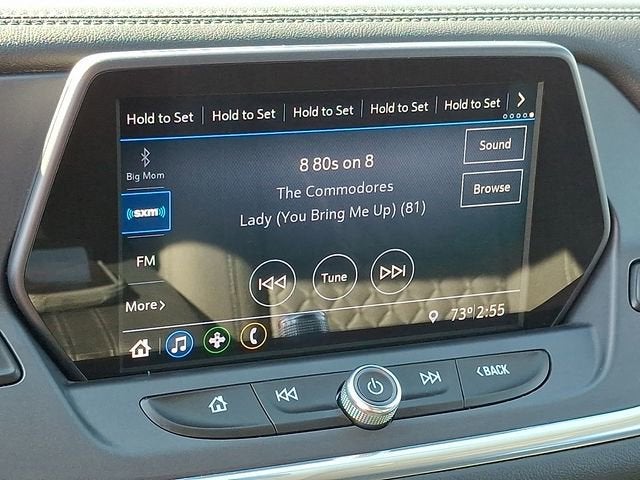 Hold to Set Hold to Set Hold to Set Hold to Set Hold to Set
Big Mom
8 80s on 8
Sound
The Commodores
Browse
((sxm))
Lady (You Bring Me Up) (81)
FM
Tune
More
73° 2:55
BACK